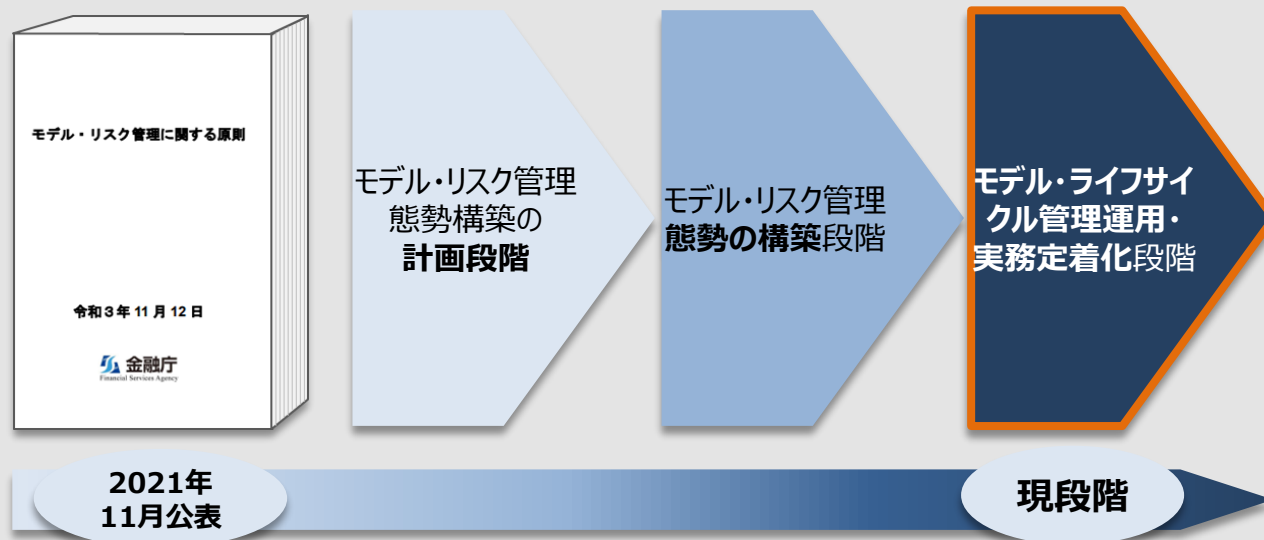 モデル・リスク管理に関する原則
令和３年 11 月 12 日
金融庁
Financial Services Agency
モデル・リスク管理
態勢構築の
計画段階
モデル・リスク管理
態勢の構築段階
モデル・ライフサイ
クル管理運用・
実務定着化段階
2021年
11月公表
現段階